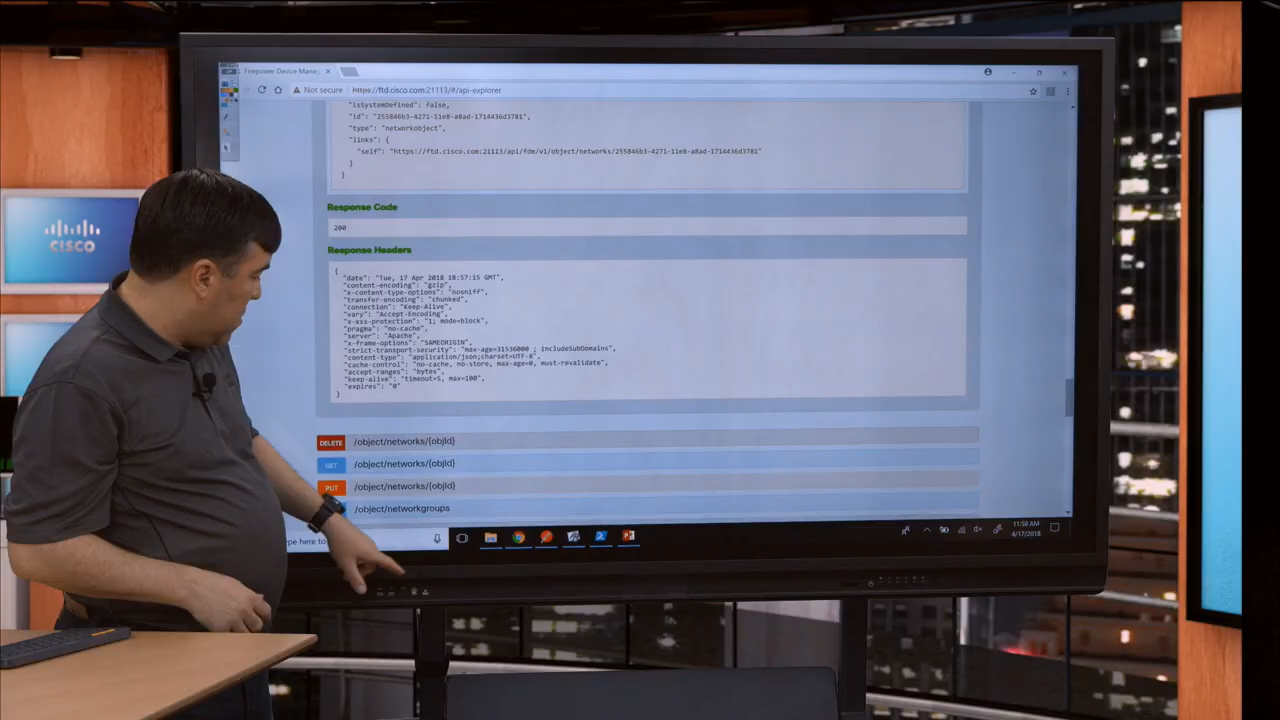 Firepower Device Mana
Not secure
https://ftd.cisco.com:21113/#/api-explorer
"isSystemDefined": false,
"id": "255846b3-4271-11e8-a8ad-1714436d3781",
"type": "networkobject",
"links": {
"self": "https://ftd.cisco.com:21113/api/fdm/v1/object/networks/255846b3-4271-11e8-a8ad-1714436d3781"
}
}
Response Code
200
Response Headers
{
"date": "Tue, 17 Apr 2018 18:57:15 GMT",
"content-encoding": "gzip",
"x-content-type-options": "nosniff",
"transfer-encoding": "chunked",
"connection": "Keep-Alive",
"vary": "Accept-Encoding",
"x-xss-protection": "1; mode=block",
"pragma": "no-cache",
"server": "Apache",
"x-frame-options": "SAMEORIGIN",
"strict-transport-security": "max-age=31536000 ; includeSubDomains",
"content-type": "application/json;charset=UTF-8",
"cache-control": "no-cache, no-store, max-age=0, must-revalidate",
"accept-ranges": "bytes",
"keep-alive": "timeout=5, max=100",
"expires": "0"
}
DELETE /object/networks/{objId}
GET /object/networks/{objId}
PUT /object/networks/{objId}
/object/networkgroups
ype here to
11:58 AM
4/17/2018
CISCO